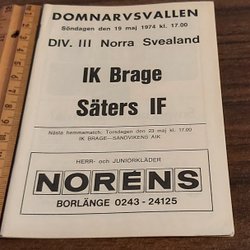 DOMNARVSVALLEN
Söndagen den 19 maj 1974 kl. 17.00
DIV. III Norra Svealand
IK Brage
Säters IF
Nästa hemmamatch: Torsdagen den 23 maj kl. 17.00
IK BRAGE—SANDVIKENS AIK
HERR- och JUNIORKLÄDER
NORÉNS
BORLÄNGE 0243 - 24125